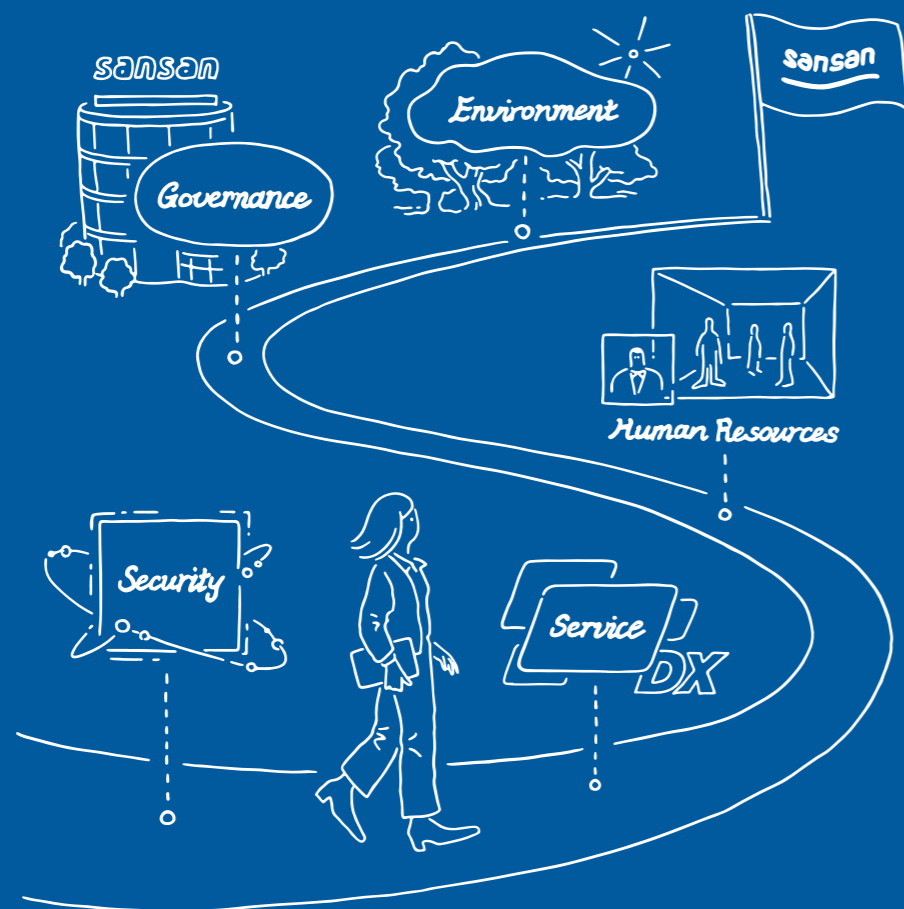 sansan
Environment
sansan
Governance
Human Resources
Security
Service
DX